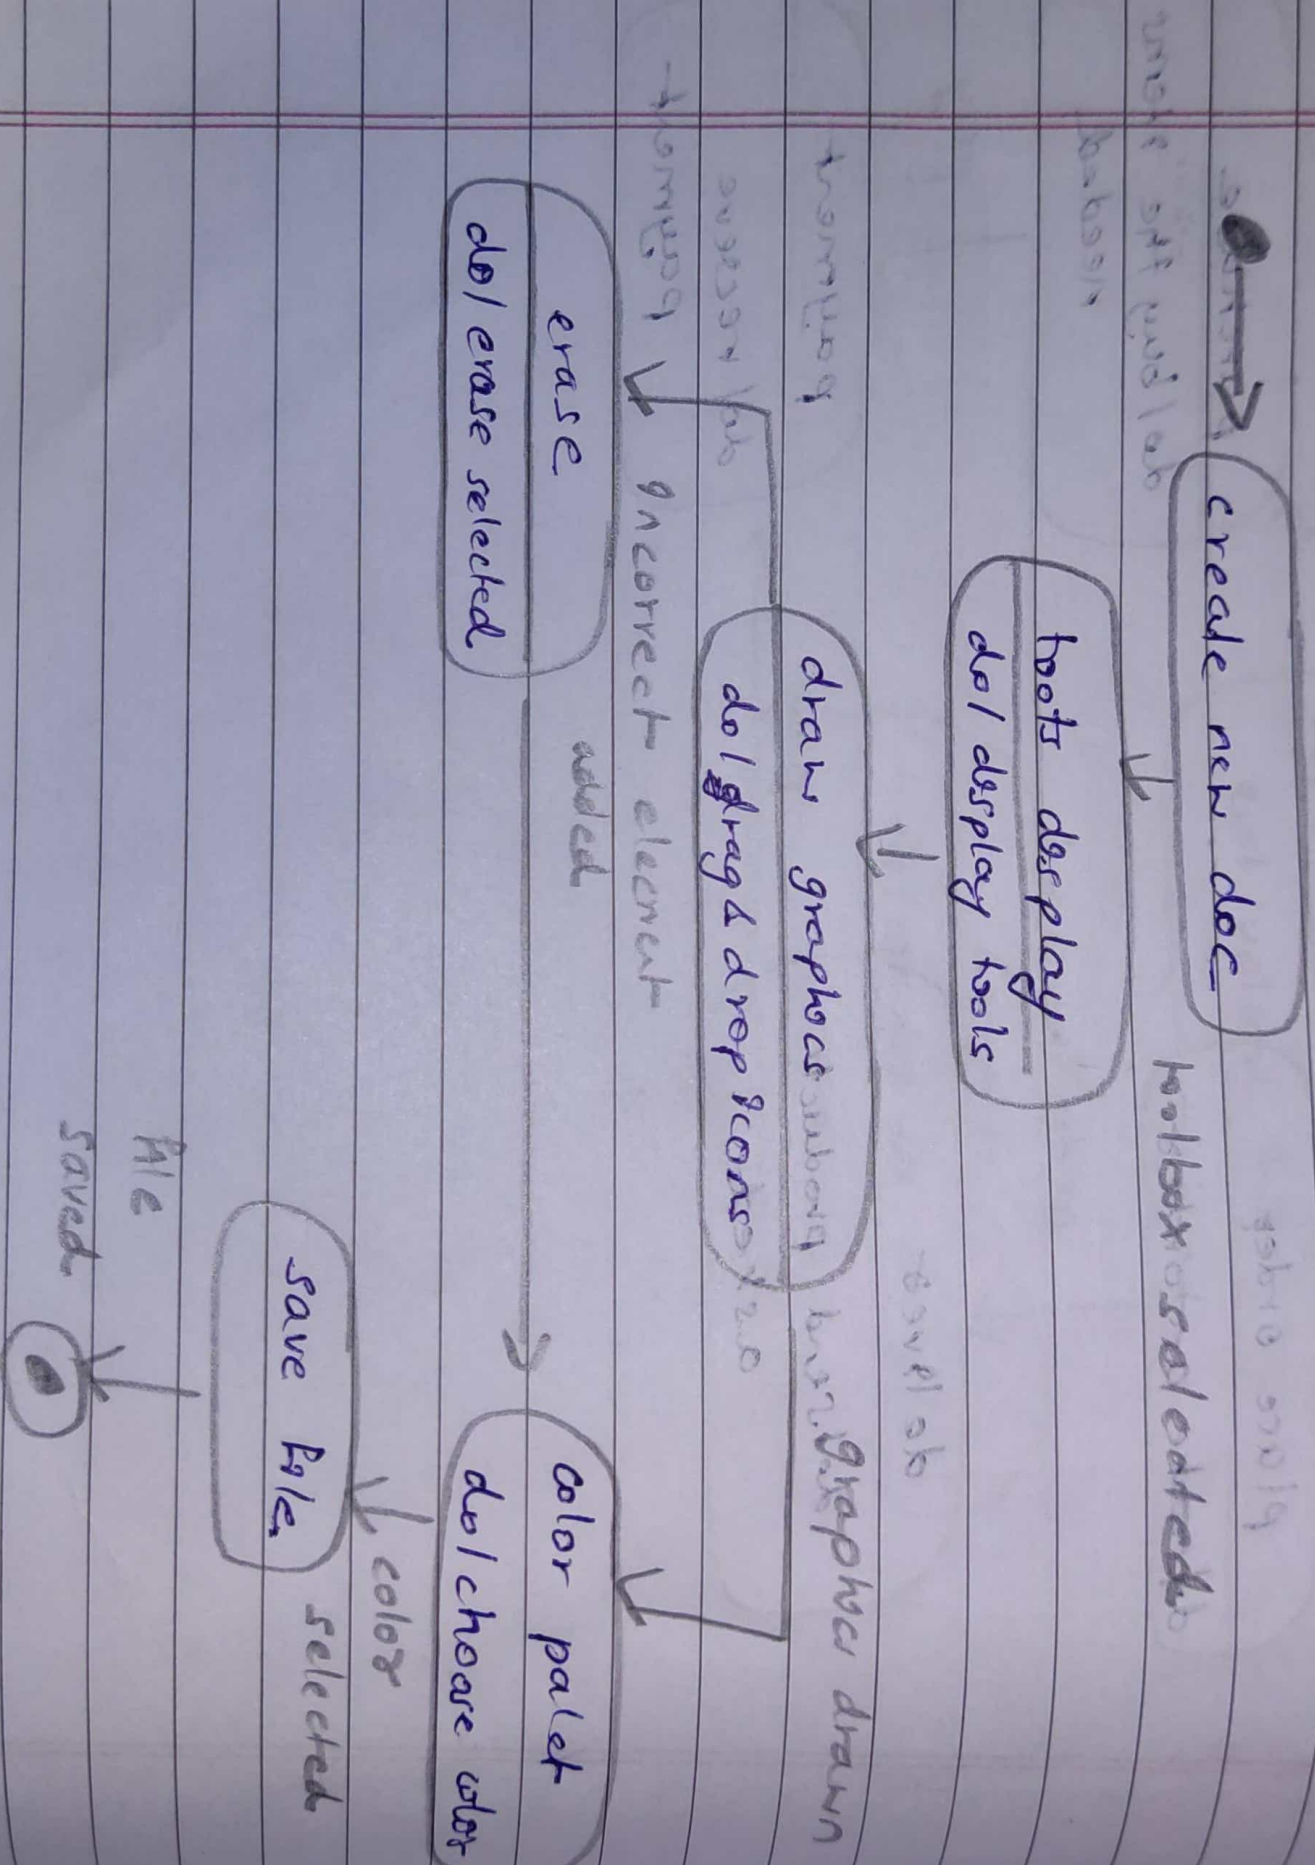 create new doc
toolbox selected
tools display
do/ display tools
draw graphics
do/ drag & drop icons
graphics drawn
incorrect element
added
erase
do/ erase selected
color palet
do/ choose color
color
selected
save file
file
saved